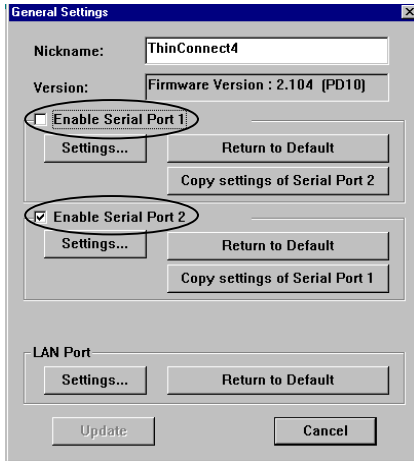 General Settings
Nickname: ThinConnect4
Version: Firmware Version : 2.104 (PD10)
Enable Serial Port 1
Settings... Return to Default
Copy settings of Serial Port 2
Enable Serial Port 2
Settings... Return to Default
Copy settings of Serial Port 1
LAN Port
Settings... Return to Default
Update Cancel